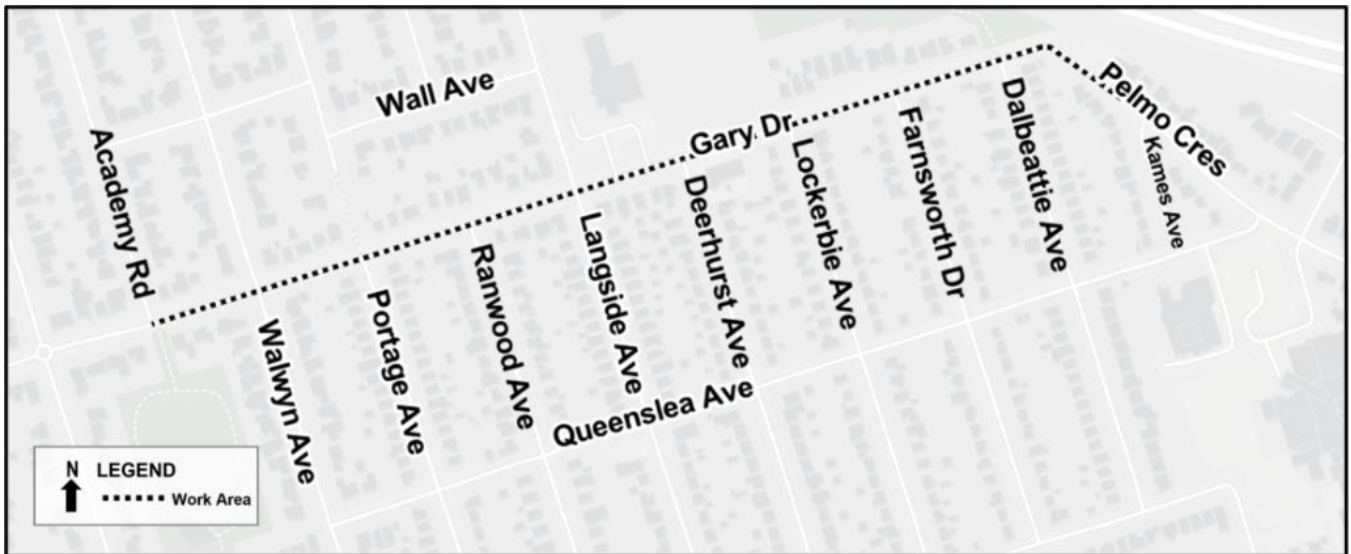 Wall Ave
Academy Rd
Gary Dr
Pelmo Cres
Kames Ave
Dalbeattie Ave
Farnsworth Dr
Lockerbie Ave
Deerhurst Ave
Langside Ave
Ranwood Ave
Portage Ave
Walwyn Ave
Queenslea Ave
N LEGEND
Work Area